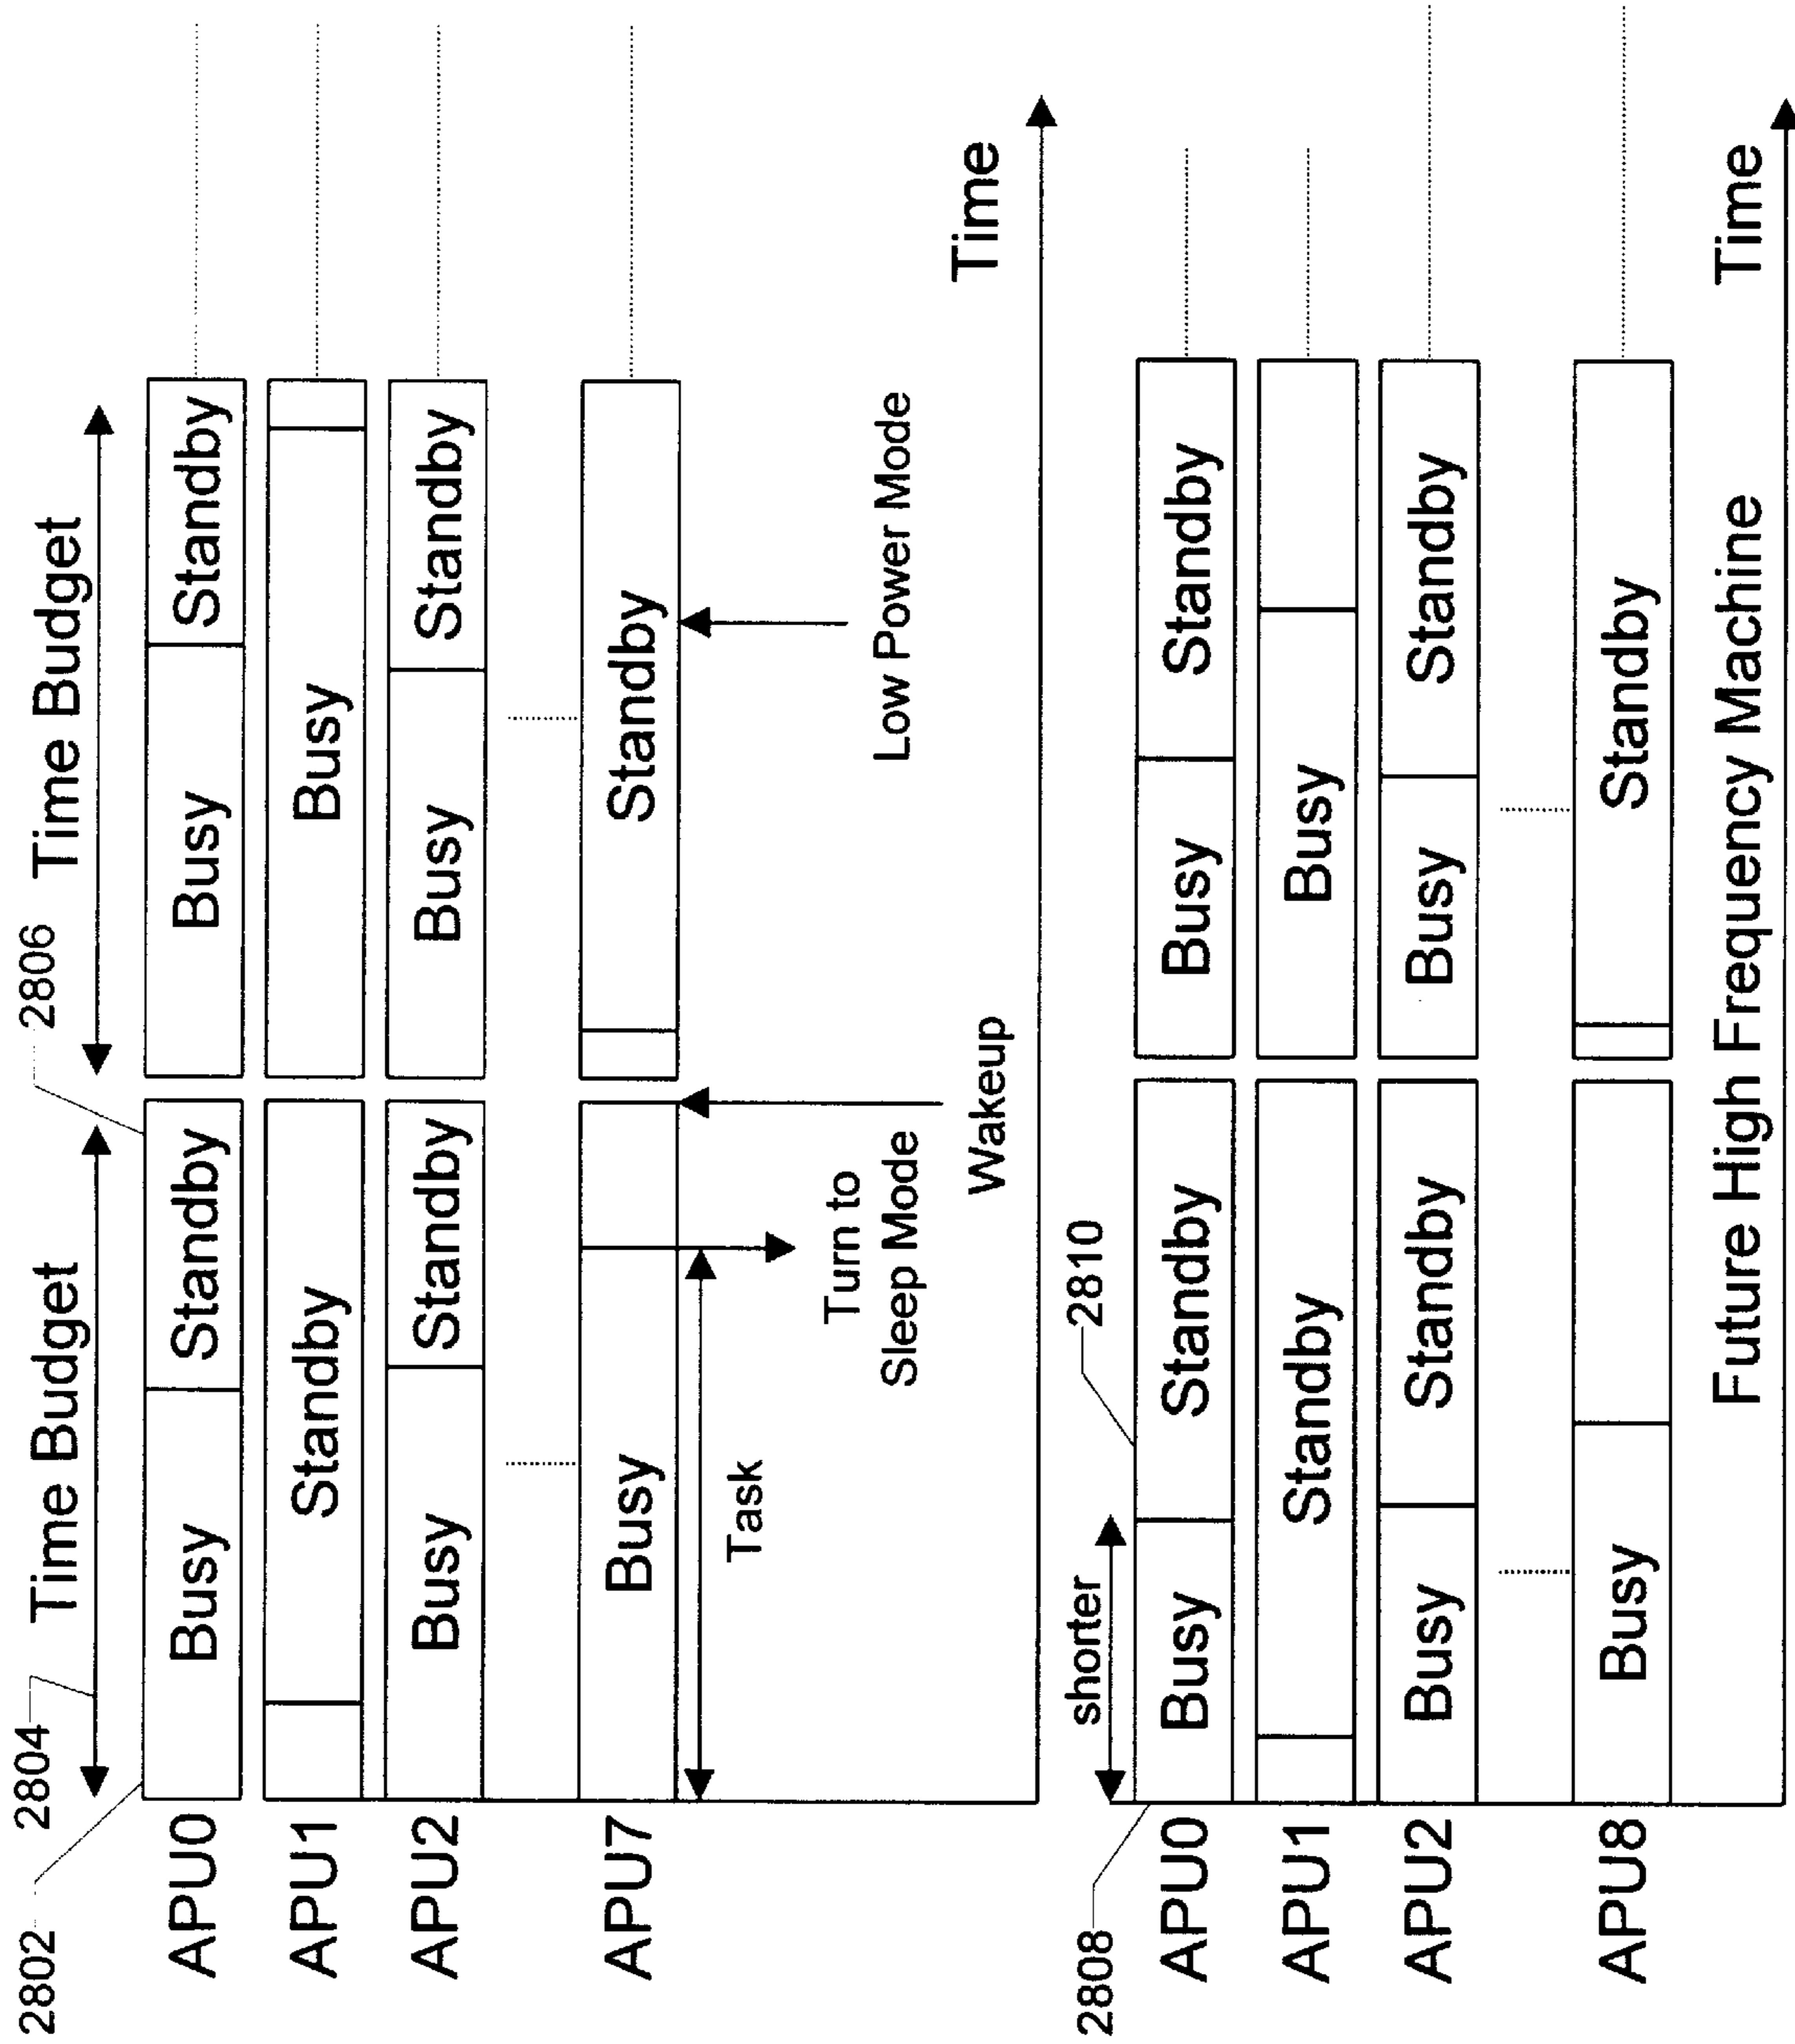 2802
2804
Time Budget
2806
Time Budget
APU0
Busy
Standby
Busy
Standby
APU1
Standby
Busy
APU2
Busy
Standby
Busy
Standby
APU7
Busy
Standby
Task
Turn to
Sleep Mode
Wakeup
Low Power Mode
Time
2808
shorter
2810
APU0
Busy
Standby
Busy
Standby
APU1
Standby
Busy
APU2
Busy
Standby
Busy
Standby
APU8
Busy
Standby
Future High Frequency Machine
Time